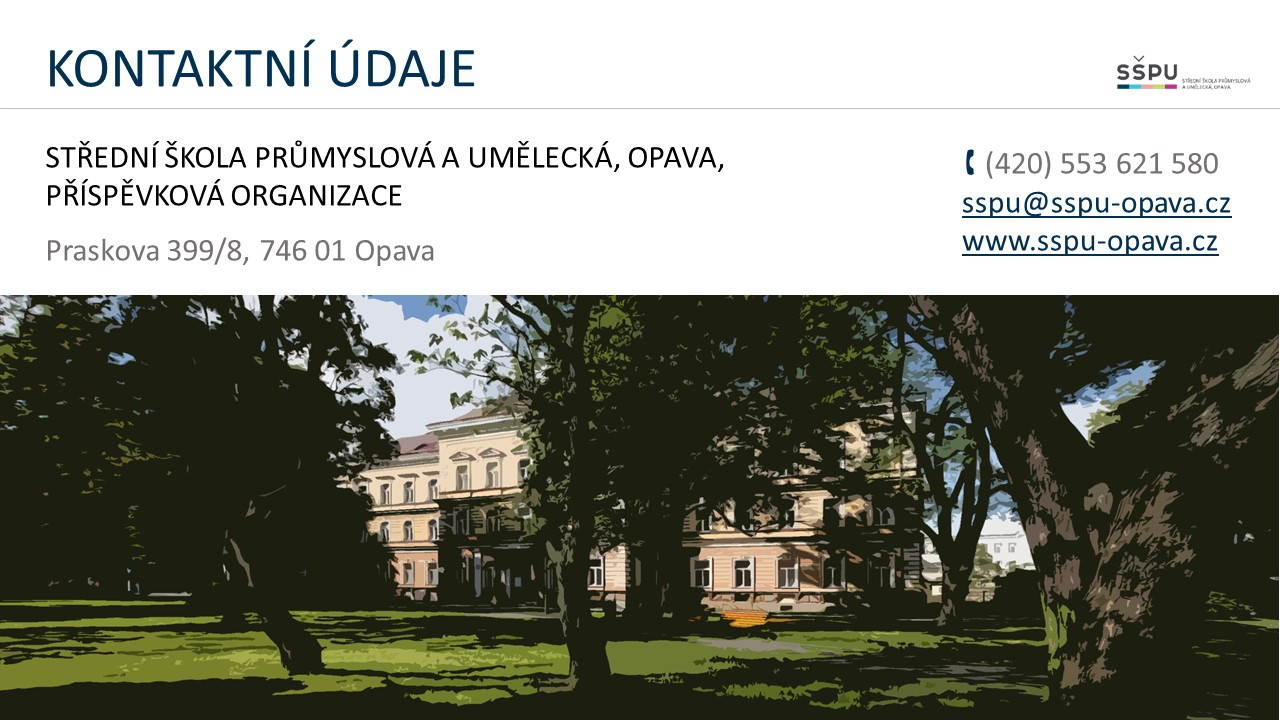 KONTAKTNÍ ÚDAJE
SŠPU
STŘEDNÍ ŠKOLA PRŮMYSLOVÁ
A UMĚLECKÁ, OPAVA
STŘEDNÍ ŠKOLA PRŮMYSLOVÁ A UMĚLECKÁ, OPAVA,
PŘÍSPĚVKOVÁ ORGANIZACE
Praskova 399/8, 746 01 Opava
(420) 553 621 580
sspu@sspu-opava.cz
www.sspu-opava.cz